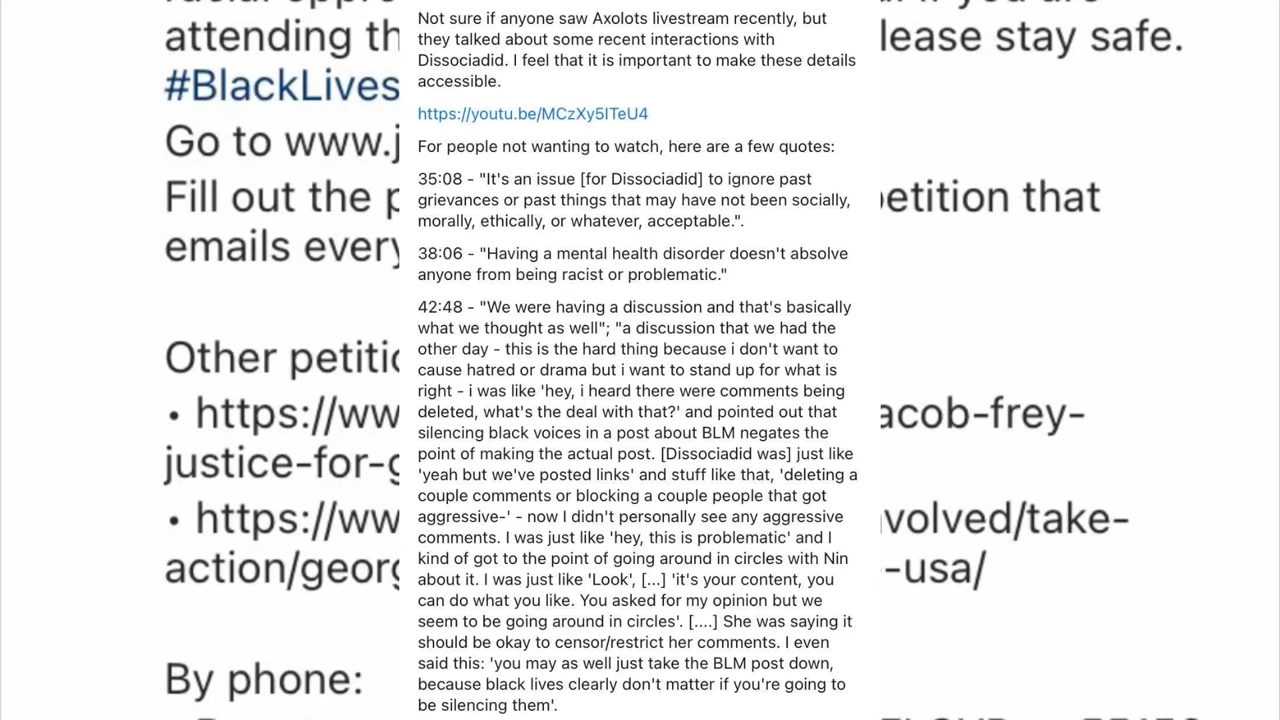 attending th
#BlackLives
Go to www.j
Fill out the p
emails every
Other petitic
• https://ww
justice-for-g
• https://ww
action/georg
By phone:
Not sure if anyone saw Axolots livestream recently, but
they talked about some recent interactions with
Dissociadid. I feel that it is important to make these details
accessible.
https://youtu.be/MCzXy5ITeU4
For people not wanting to watch, here are a few quotes:
35:08 - "It's an issue [for Dissociadid] to ignore past
grievances or past things that may have not been socially,
morally, ethically, or whatever, acceptable.".
38:06 - "Having a mental health disorder doesn't absolve
anyone from being racist or problematic."
42:48 - "We were having a discussion and that's basically
what we thought as well"; "a discussion that we had the
other day - this is the hard thing because i don't want to
cause hatred or drama but i want to stand up for what is
right - i was like 'hey, i heard there were comments being
deleted, what's the deal with that?' and pointed out that
silencing black voices in a post about BLM negates the
point of making the actual post. [Dissociadid was] just like
'yeah but we've posted links' and stuff like that, 'deleting a
couple comments or blocking a couple people that got
aggressive-' - now I didn't personally see any aggressive
comments. I was just like 'hey, this is problematic' and I
kind of got to the point of going around in circles with Nin
about it. I was just like 'Look', [...] 'it's your content, you
can do what you like. You asked for my opinion but we
seem to be going around in circles'. [....] She was saying it
should be okay to censor/restrict her comments. I even
said this: 'you may as well just take the BLM post down,
because black lives clearly don't matter if you're going to
be silencing them'.
lease stay safe.
etition that
acob-frey-
volved/take-
-usa/